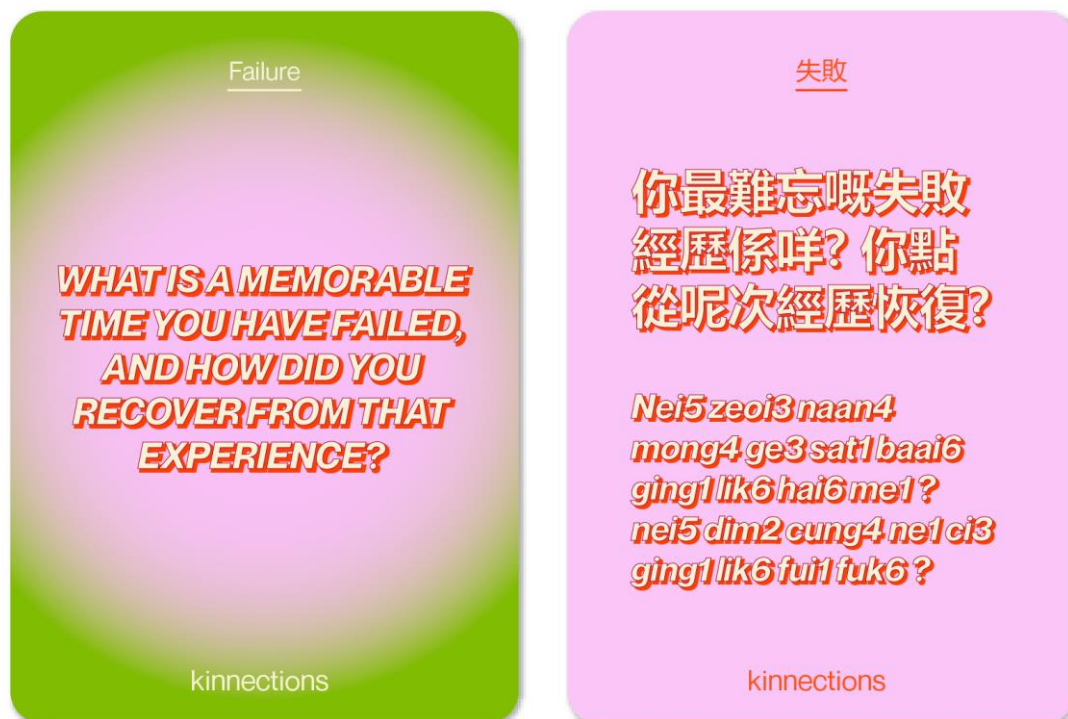 Failure
WHAT IS A MEMORABLE
TIME YOU HAVE FAILED,
AND HOW DID YOU
RECOVER FROM THAT
EXPERIENCE?
kinnections
失敗
你最難忘嘅失敗
經歷係咩? 你點
從呢次經歷恢復?
Nei5 zeoi3 naan4
mong4 ge3 sat1 baai6
ging1 lik6 hai6 me1 ?
nei5 dim2 cung4 ne1 ci3
ging1 lik6 fui1 fuk6 ?
kinnections